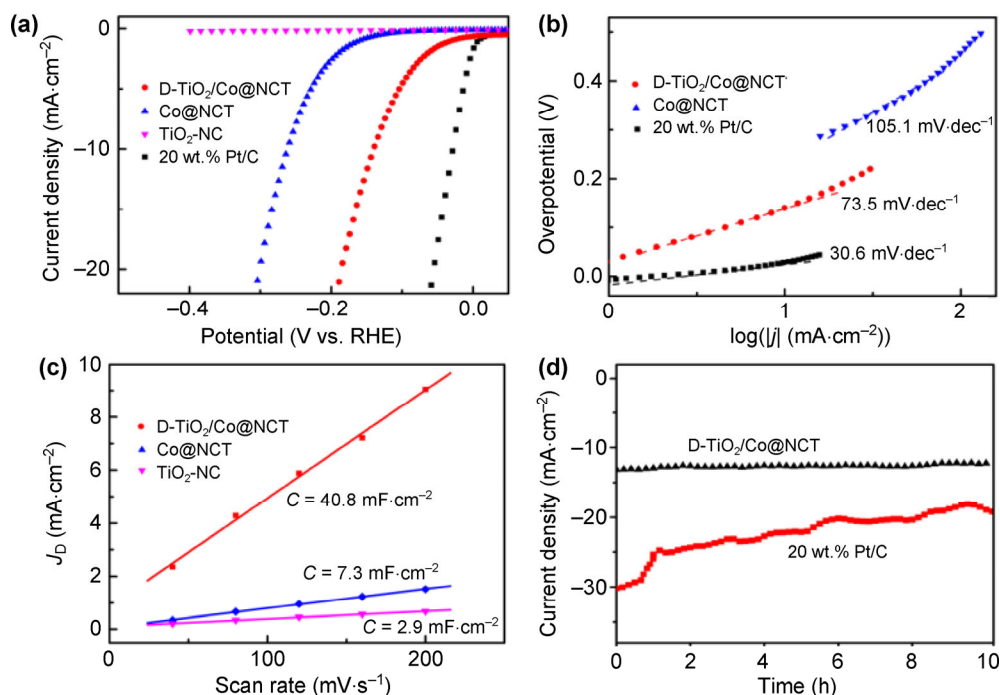 (a)
Current density (mA·cm⁻²)
0
−10
−20
D-TiO₂/Co@NCT
Co@NCT
TiO₂-NC
20 wt.% Pt/C
−0.4
−0.2
0.0
Potential (V vs. RHE)
(b)
Overpotential (V)
0.4
0.2
0.0
D-TiO₂/Co@NCT
Co@NCT
20 wt.% Pt/C
105.1 mV·dec⁻¹
73.5 mV·dec⁻¹
30.6 mV·dec⁻¹
0
1
2
log(|j| (mA·cm⁻²))
(c)
J_D (mA·cm⁻²)
10
8
6
4
2
0
D-TiO₂/Co@NCT
Co@NCT
TiO₂-NC
C = 40.8 mF·cm⁻²
C = 7.3 mF·cm⁻²
C = 2.9 mF·cm⁻²
0
100
200
Scan rate (mV·s⁻¹)
(d)
Current density (mA·cm⁻²)
0
−10
−20
−30
D-TiO₂/Co@NCT
20 wt.% Pt/C
0
2
4
6
8
10
Time (h)